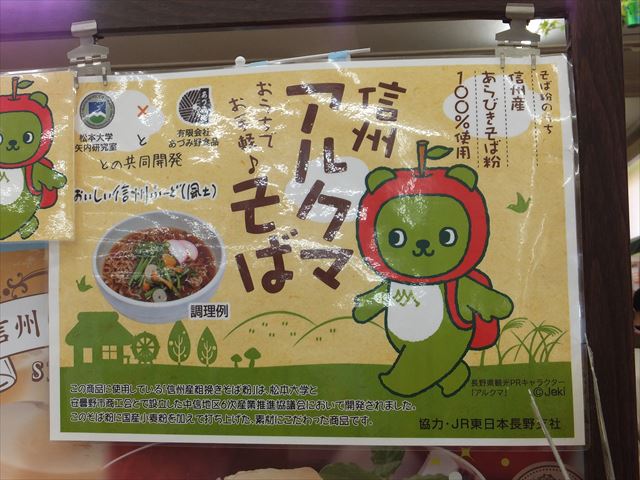 松本大学
矢内研究室
×
と
有限会社
あづみ野食品
との共同開発
おいしい信州ふーど(風土)
おうちで
お手軽♪
信州
アルクマ
そば
そば粉のうち
信州産
あらびきそば粉
100%使用
調理例
信州
この商品に使用している「信州産粗挽きそば粉」は、松本大学と
安曇野市商工会とで設立した中信地区6次産業推進協議会において開発されました。
このそば粉に国産小麦粉を加えて打ち上げた、素材にこだわった商品です。
長野県観光PRキャラクター
「アルクマ」 ©Jeki
協力・JR東日本長野支社